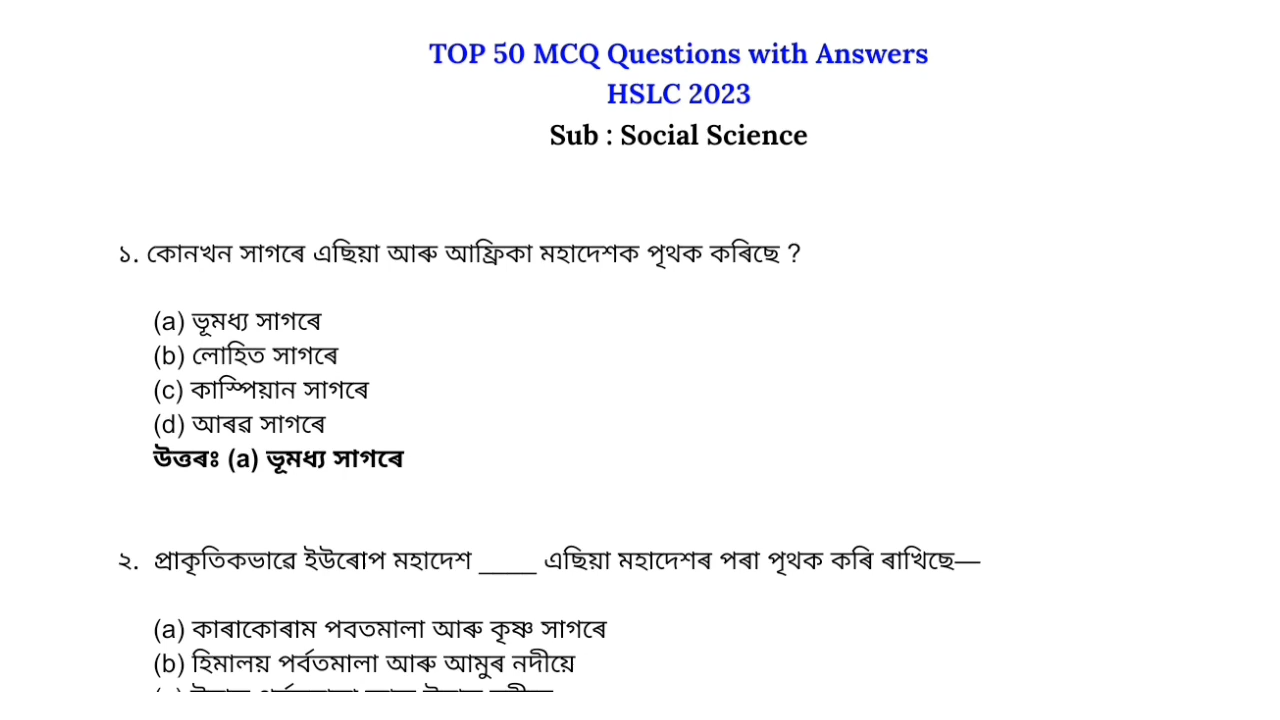 TOP 50 MCQ Questions with Answers
HSLC 2023
Sub : Social Science
১. কোনখন সাগৰে এছিয়া আৰু আফ্ৰিকা মহাদেশক পৃথক কৰিছে ?
(a) ভূমধ্য সাগৰে
(b) লোহিত সাগৰে
(c) কাস্পিয়ান সাগৰে
(d) আৰৱ সাগৰে
উত্তৰঃ (a) ভূমধ্য সাগৰে
২. প্ৰাকৃতিকভাৱে ইউৰোপ মহাদেশ ____ এছিয়া মহাদেশৰ পৰা পৃথক কৰি ৰাখিছে—
(a) কাৰাকোৰাম পবতমালা আৰু কৃষ্ণ সাগৰে
(b) হিমালয় পৰ্বতমালা আৰু আমুৰ নদীয়ে